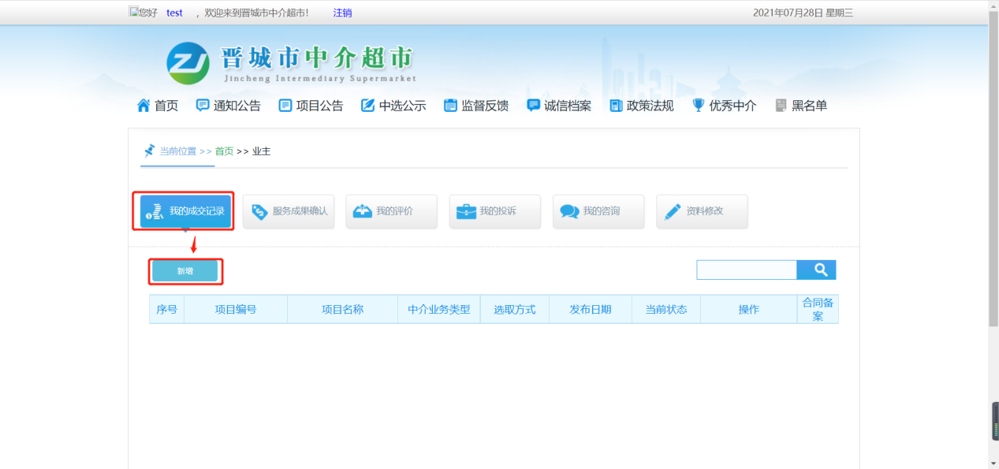 您好 test ，欢迎来到晋城市中介超市！ 注销 2021年07月28日 星期三
ZJ 晋城市中介超市
Jincheng Intermediary Supermarket
首页 通知公告 项目公告 中选公示 监督反馈 诚信档案 政策法规 优秀中介 黑名单
当前位置 >> 首页 >> 业主
我的成交记录 服务成果确认 我的评价 我的投诉 我的咨询 资料修改
新增
序号 项目编号 项目名称 中介业务类型 选取方式 发布日期 当前状态 操作 合同备
案